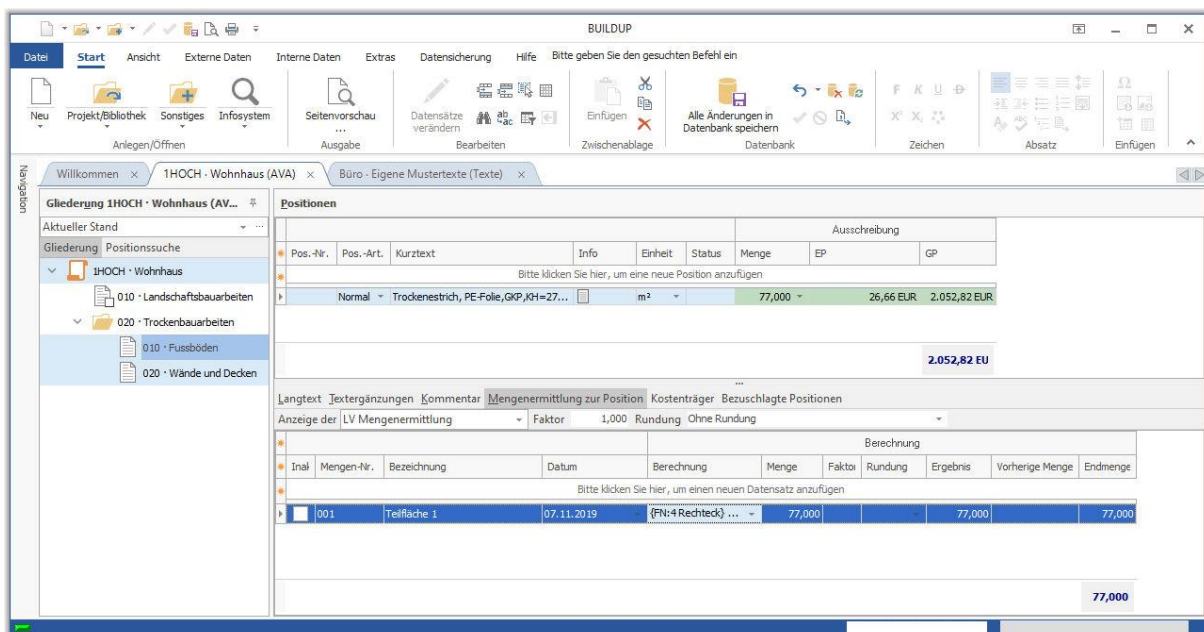 BUILDUP
Datei Start Ansicht Externe Daten Interne Daten Extras Datensicherung Hilfe Bitte geben Sie den gesuchten Befehl ein
Neu Projekt/Bibliothek Sonstiges Infosystem Seitenvorschau ... Datensätze verändern Einfügen Alle Änderungen in Datenbank speichern
Anlegen/Öffnen Ausgabe Bearbeiten Zwischenablage Datenbank Zeichen Absatz Einfügen
Navigation
Willkommen × 1HOCH · Wohnhaus (AVA) × Büro · Eigene Mustertexte (Texte) ×
Gliederung 1HOCH · Wohnhaus (AV...
Aktueller Stand
Gliederung Positionssuche
1HOCH · Wohnhaus
010 · Landschaftsbauarbeiten
020 · Trockenbauarbeiten
010 · Fussböden
020 · Wände und Decken
Positionen
Ausschreibung
Pos.-Nr. Pos.-Art. Kurztext Info Einheit Status Menge EP GP
Bitte klicken Sie hier, um eine neue Position anzufügen
Normal Trockenestrich, PE-Folie,GKP,KH=27... m² 77,000 26,66 EUR 2.052,82 EUR
2.052,82 EU
Langtext Textergänzungen Kommentar Mengenermittlung zur Position Kostenträger Bezuschlagte Positionen
Anzeige der LV Mengenermittlung Faktor 1,000 Rundung Ohne Rundung
Berechnung
Inal Mengen-Nr. Bezeichnung Datum Berechnung Menge Faktor Rundung Ergebnis Vorherige Menge Endmenge
Bitte klicken Sie hier, um einen neuen Datensatz anzufügen
001 Teilfläche 1 07.11.2019 {FN:4 Rechteck} ... 77,000 77,000 77,000
77,000